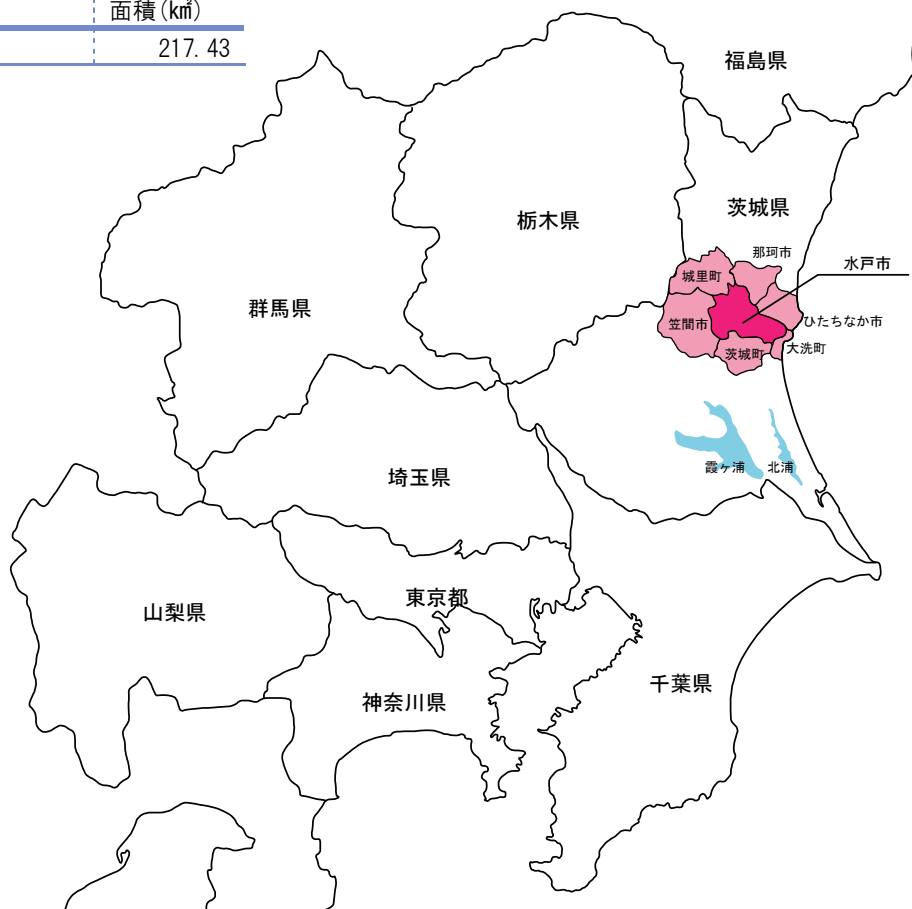 面積(k㎡)
217.43
福島県
茨城県
栃木県
那珂市
水戸市
城里町
群馬県
ひたちなか市
笠間市
大洗町
茨城町
霞ヶ浦
北浦
埼玉県
東京都
山梨県
千葉県
神奈川県